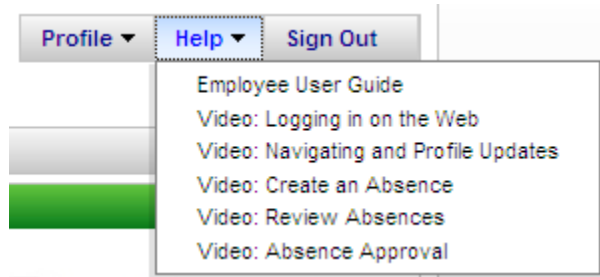 Profile ▼ Help ▼ Sign Out
Employee User Guide
Video: Logging in on the Web
Video: Navigating and Profile Updates
Video: Create an Absence
Video: Review Absences
Video: Absence Approval